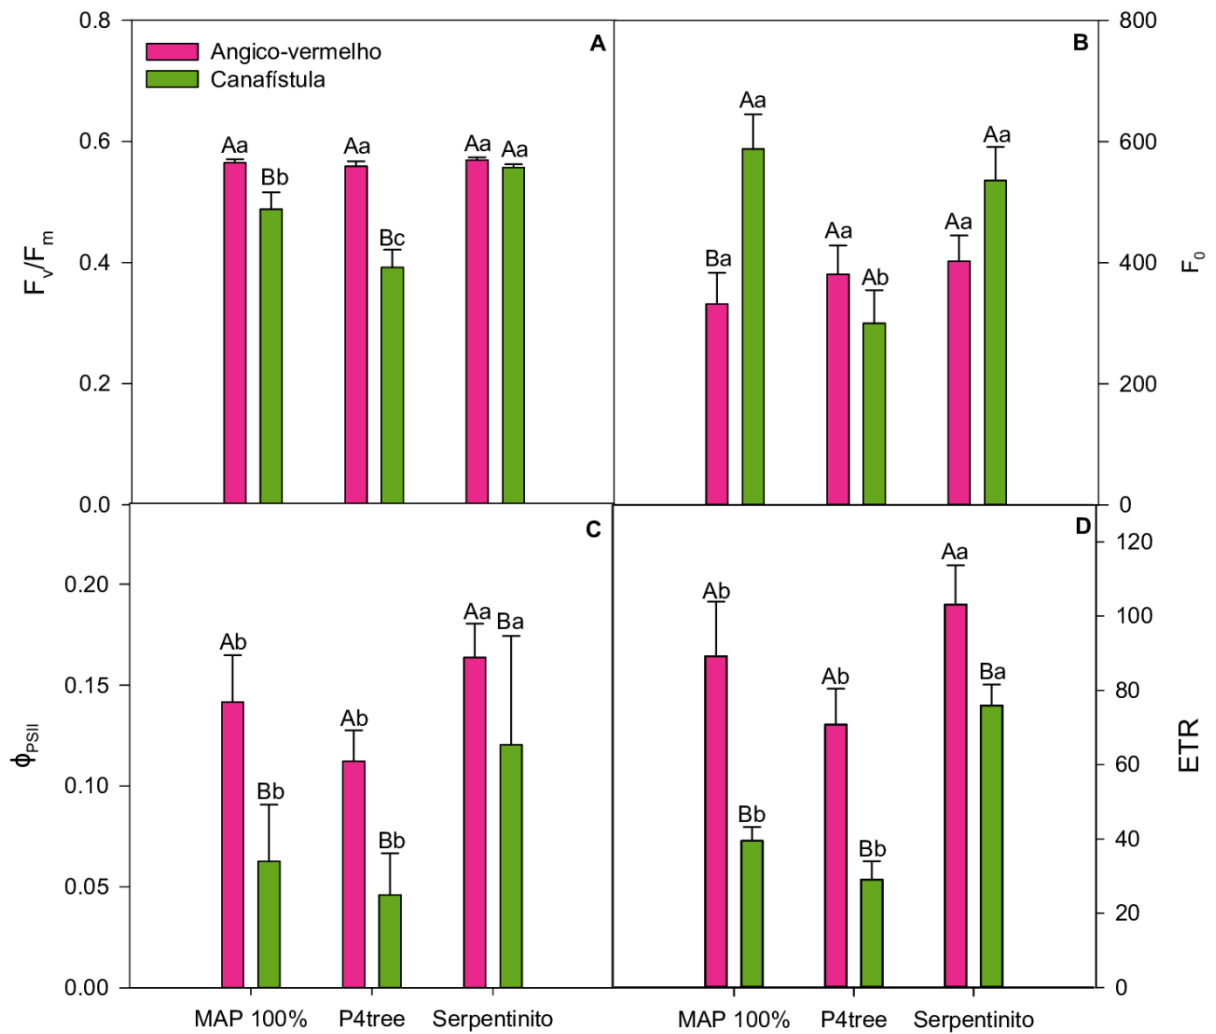 0.8
A
Angico-vermelho
Canafístula
0.6
Aa
Bb
Aa
Bc
Aa
Aa
0.4
0.2
0.0
Fv/Fm
B
800
600
400
200
0
F0
Ba
Aa
Aa
Ab
Aa
Aa
C
0.20
0.15
0.10
0.05
0.00
ϕPSII
Ab
Bb
Ab
Bb
Aa
Ba
MAP 100%
P4tree
Serpentinito
D
120
100
80
60
40
20
0
ETR
Ab
Bb
Ab
Bb
Aa
Ba
MAP 100%
P4tree
Serpentinito